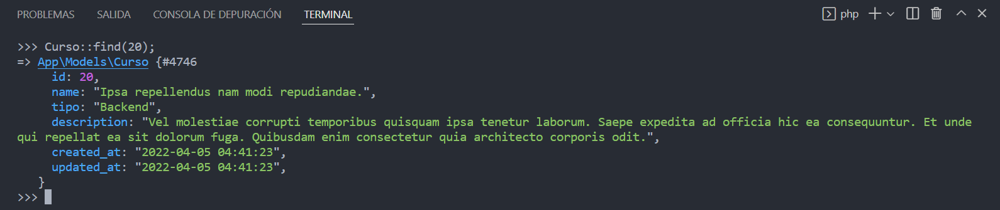 PROBLEMAS SALIDA CONSOLA DE DEPURACIÓN TERMINAL php
>>> Curso::find(20);
=> App\Models\Curso {#4746
id: 20,
name: "Ipsa repellendus nam modi repudiandae.",
tipo: "Backend",
description: "Vel molestiae corrupti temporibus quisquam ipsa tenetur laborum. Saepe expedita ad officia hic ea consequuntur. Et unde
qui repellat ea sit dolorum fuga. Quibusdam enim consectetur quia architecto corporis odit.",
created_at: "2022-04-05 04:41:23",
updated_at: "2022-04-05 04:41:23",
}
>>>